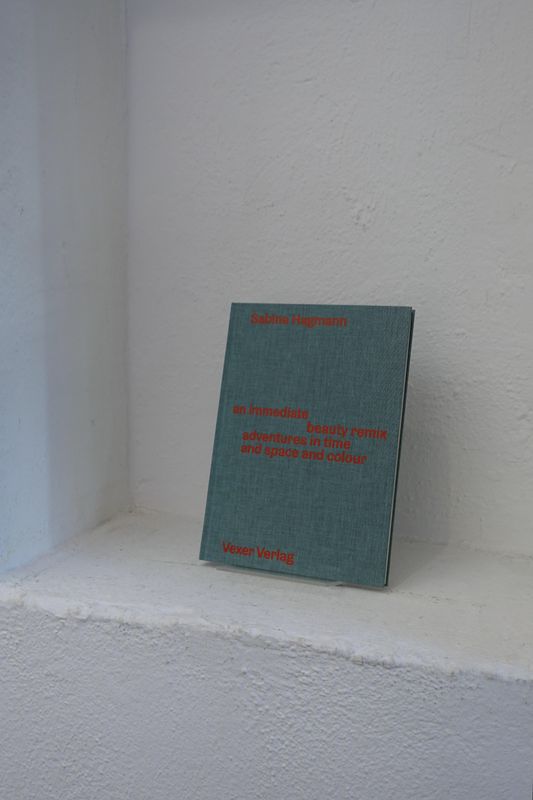 Sabine Hagmann
an immediate
beauty remix
adventures in time
and space and colour
Vexer Verlag